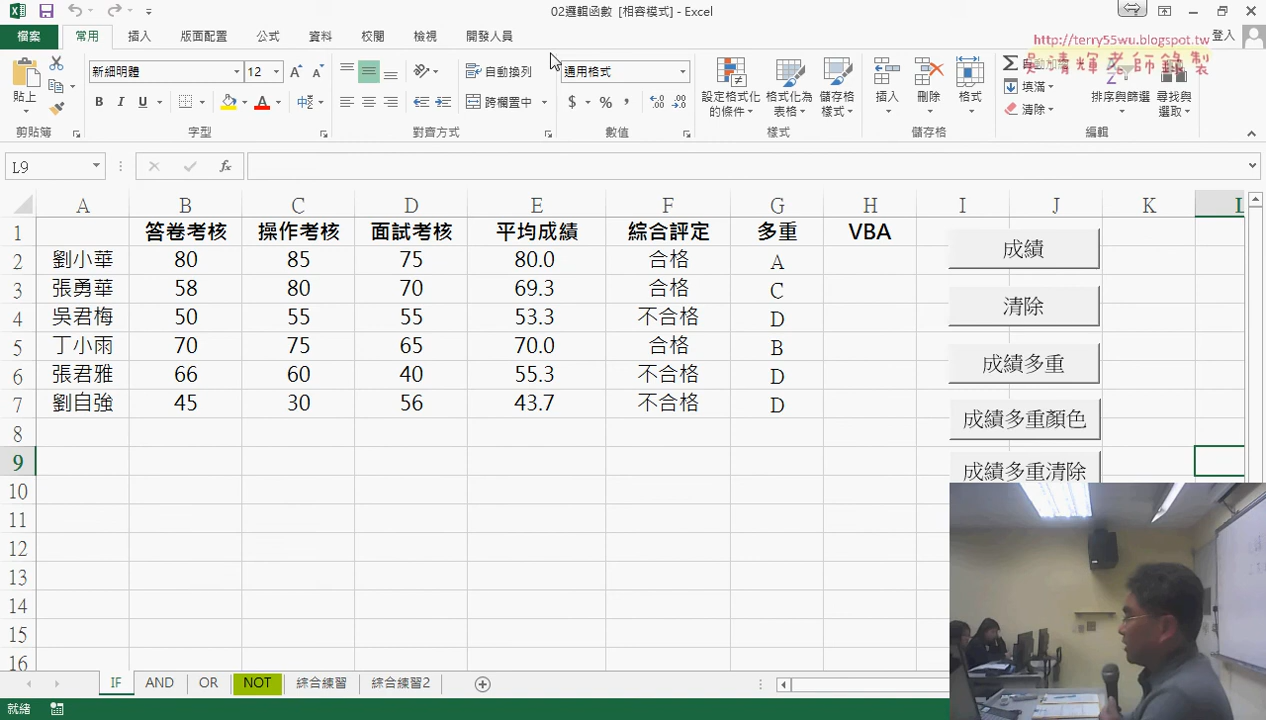 02邏輯函數 [相容模式] - Excel
檔案 常用 插入 版面配置 公式 資料 校閱 檢視 開發人員 登入
http://terry55wu.blogspot.tw
吳清輝老師錄製
貼上 新細明體 12 自動換列 通用格式 設定格式化的條件 格式化為表格 儲存格樣式 插入 刪除 格式 填滿 排序與篩選 尋找與選取
B I U A 中 跨欄置中 $ % , 清除
剪貼簿 字型 對齊方式 數值 樣式 儲存格 編輯
L9 fx
A B C D E F G H I J K L
1 答卷考核 操作考核 面試考核 平均成績 綜合評定 多重 VBA
2 劉小華 80 85 75 80.0 合格 A
3 張勇華 58 80 70 69.3 合格 C
4 吳君梅 50 55 55 53.3 不合格 D
5 丁小雨 70 75 65 70.0 合格 B
6 張君雅 66 60 40 55.3 不合格 D
7 劉自強 45 30 56 43.7 不合格 D
8
9
10
11
12
13
14
15
16
成績
清除
成績多重
成績多重顏色
成績多重清除
IF AND OR NOT 綜合練習 綜合練習2
就緒